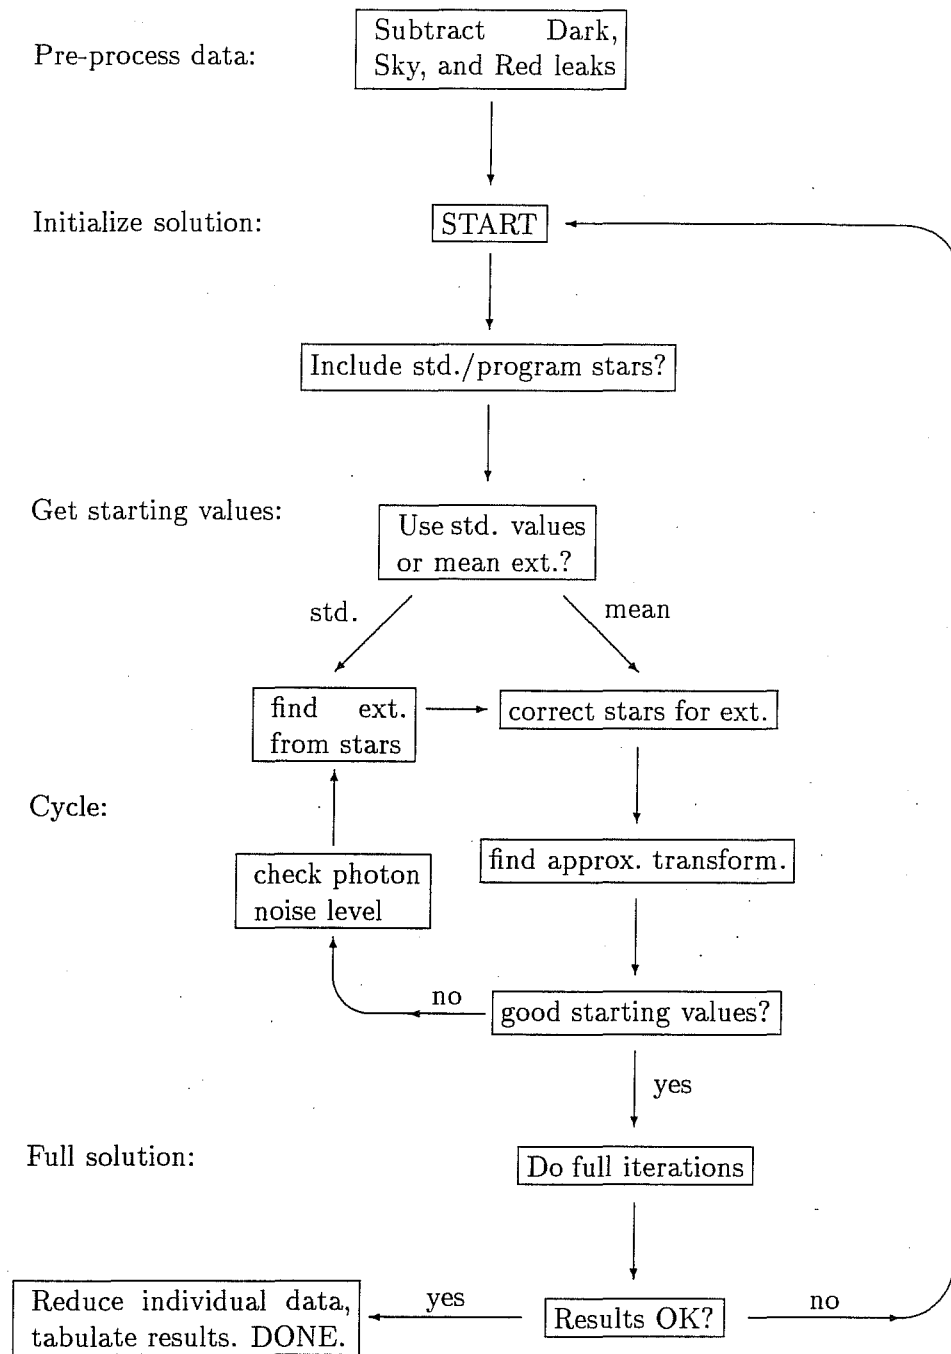 Pre-process data:
Subtract Dark,
Sky, and Red leaks
Initialize solution:
START
Include std./program stars?
Get starting values:
Use std. values
or mean ext.?
std.
mean
find ext.
from stars
correct stars for ext.
Cycle:
check photon
noise level
find approx. transform.
no
good starting values?
yes
Full solution:
Do full iterations
Reduce individual data,
tabulate results. DONE.
yes
Results OK?
no